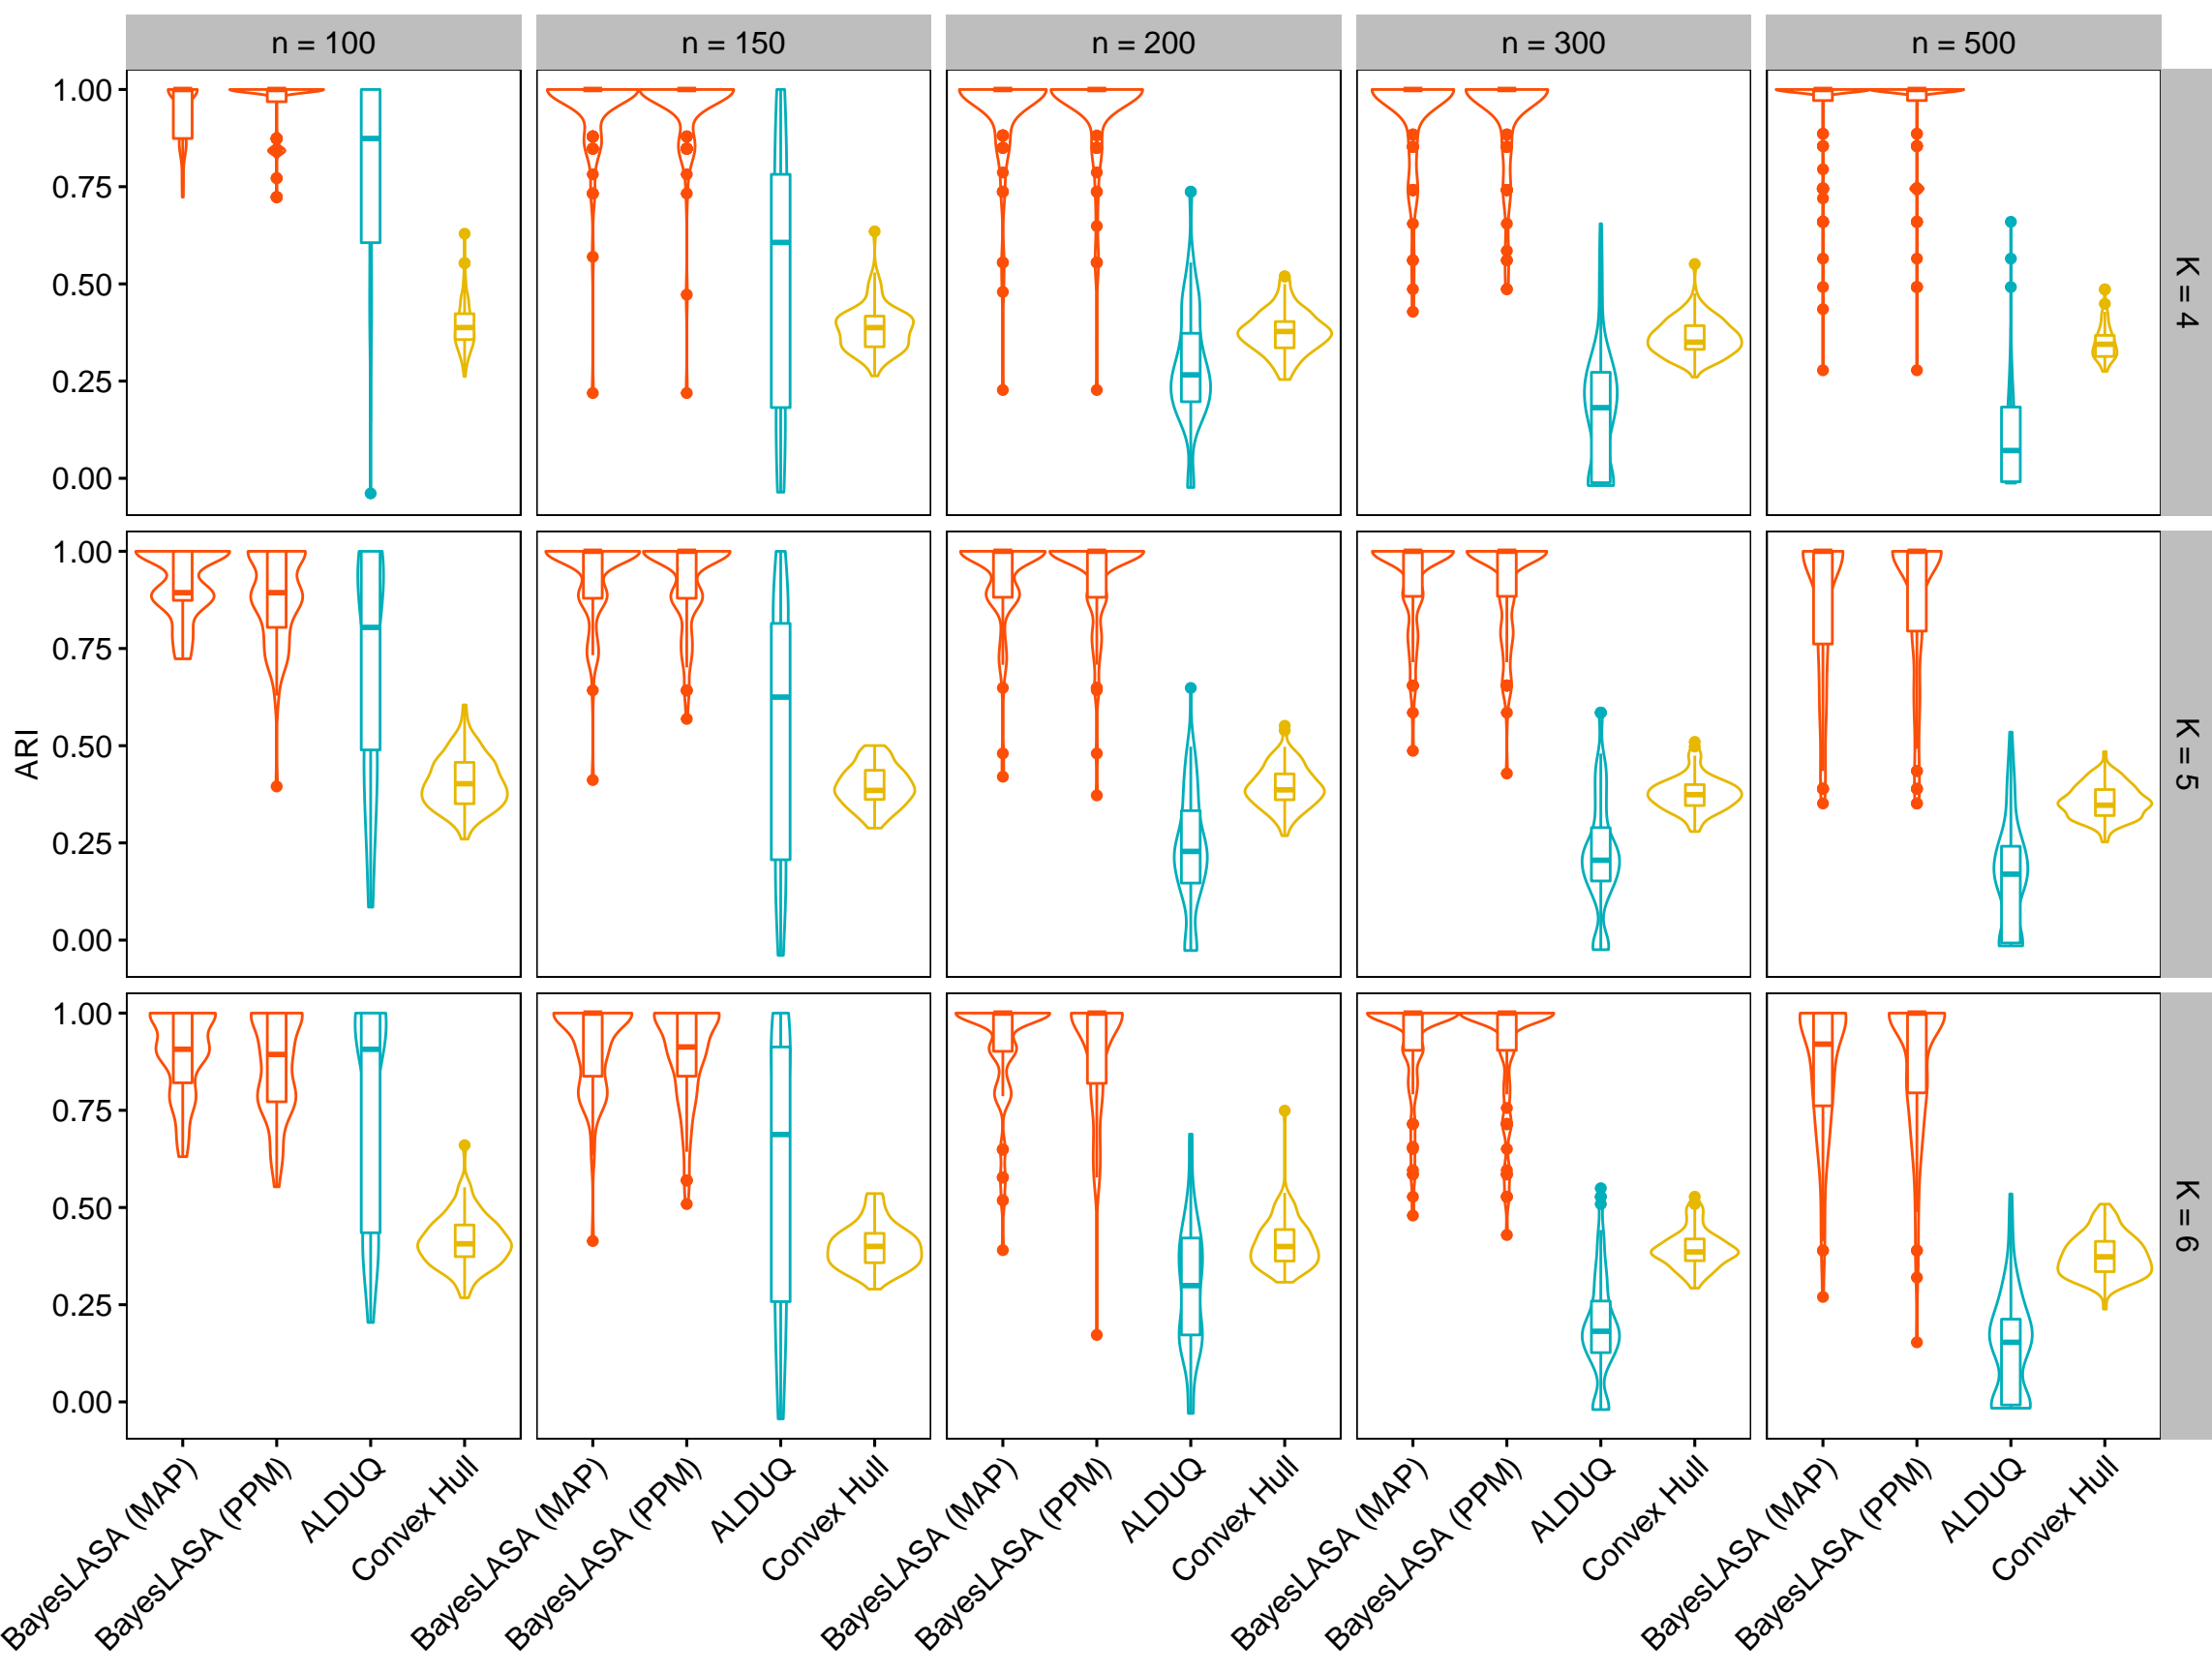 n = 100 n = 150 n = 200 n = 300 n = 500
1.00
0.75
0.50
0.25
0.00
K = 4
1.00
0.75
0.50
0.25
0.00
K = 5
ARI
1.00
0.75
0.50
0.25
0.00
K = 6
BayesLASA (MAP)
BayesLASA (PPM)
ALDUQ
Convex Hull
BayesLASA (MAP)
BayesLASA (PPM)
ALDUQ
Convex Hull
BayesLASA (MAP)
BayesLASA (PPM)
ALDUQ
Convex Hull
BayesLASA (MAP)
BayesLASA (PPM)
ALDUQ
Convex Hull
BayesLASA (MAP)
BayesLASA (PPM)
ALDUQ
Convex Hull